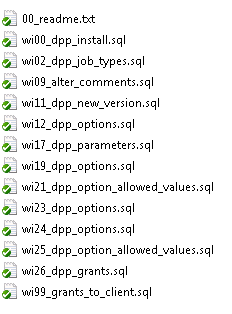 00_readme.txt
wi00_dpp_install.sql
wi02_dpp_job_types.sql
wi09_alter_comments.sql
wi11_dpp_new_version.sql
wi12_dpp_options.sql
wi17_dpp_parameters.sql
wi19_dpp_options.sql
wi21_dpp_option_allowed_values.sql
wi23_dpp_options.sql
wi24_dpp_options.sql
wi25_dpp_option_allowed_values.sql
wi26_dpp_grants.sql
wi99_grants_to_client.sql